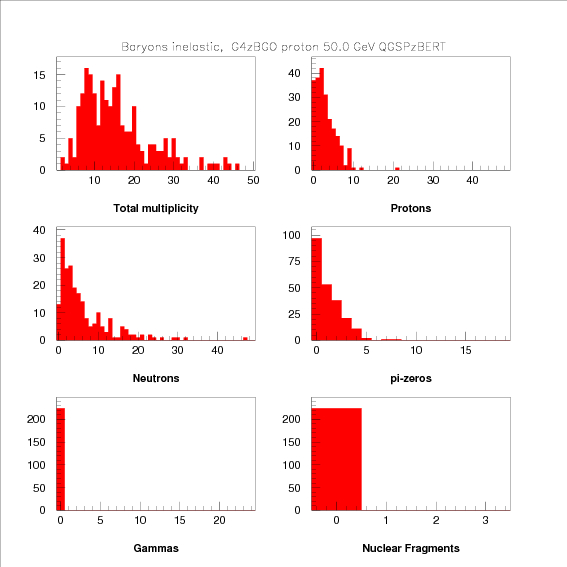 Baryons inelastic, G4zBGO proton 50.0 GeV QGSPzBERT
15
10
5
0
10 20 30 40 50
Total multiplicity
40
30
20
10
0
0 10 20 30 40
Protons
40
30
20
10
0
0 10 20 30 40
Neutrons
100
75
50
25
0
0 5 10 15
pi-zeros
200
150
100
50
0
0 5 10 15 20
Gammas
200
150
100
50
0
0 1 2 3
Nuclear Fragments